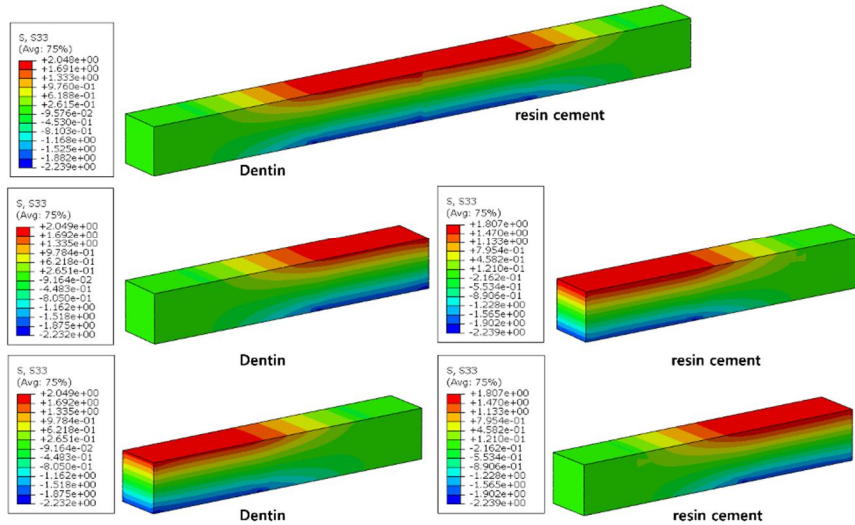 S, S33
(Avg: 75%)
+2.048e+00
+1.691e+00
+1.333e+00
+9.760e-01
+6.188e-01
+2.615e-01
-9.576e-02
-4.530e-01
-8.103e-01
-1.168e+00
-1.525e+00
-1.882e+00
-2.239e+00
resin cement
Dentin
S, S33
(Avg: 75%)
+2.049e+00
+1.692e+00
+1.335e+00
+9.784e-01
+6.218e-01
+2.651e-01
-9.164e-02
-4.483e-01
-8.050e-01
-1.162e+00
-1.518e+00
-1.875e+00
-2.232e+00
Dentin
S, S33
(Avg: 75%)
+1.807e+00
+1.470e+00
+1.133e+00
+7.954e-01
+4.582e-01
+1.210e-01
-2.162e-01
-5.534e-01
-8.906e-01
-1.228e+00
-1.565e+00
-1.902e+00
-2.239e+00
resin cement
S, S33
(Avg: 75%)
+2.049e+00
+1.692e+00
+1.335e+00
+9.784e-01
+6.218e-01
+2.651e-01
-9.164e-02
-4.483e-01
-8.050e-01
-1.162e+00
-1.518e+00
-1.875e+00
-2.232e+00
Dentin
S, S33
(Avg: 75%)
+1.807e+00
+1.470e+00
+1.133e+00
+7.954e-01
+4.582e-01
+1.210e-01
-2.162e-01
-5.534e-01
-8.906e-01
-1.228e+00
-1.565e+00
-1.902e+00
-2.239e+00
resin cement